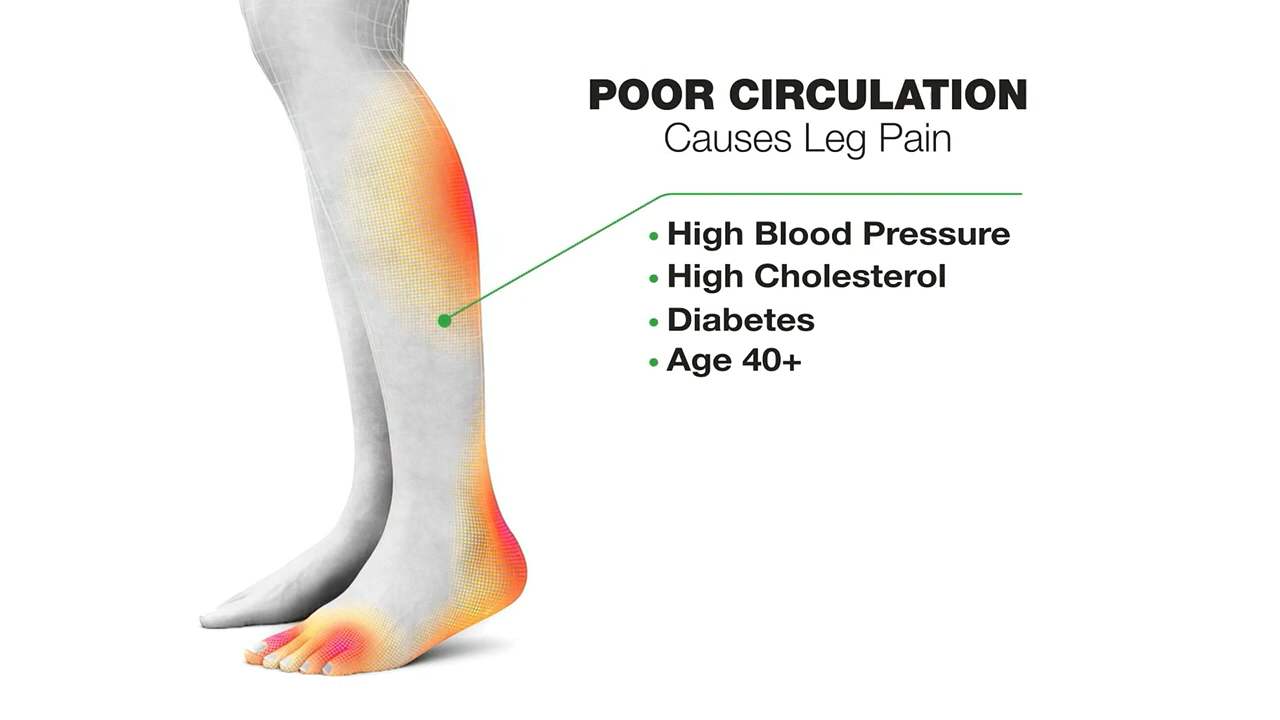 POOR CIRCULATION
Causes Leg Pain
• High Blood Pressure
• High Cholesterol
• Diabetes
• Age 40+